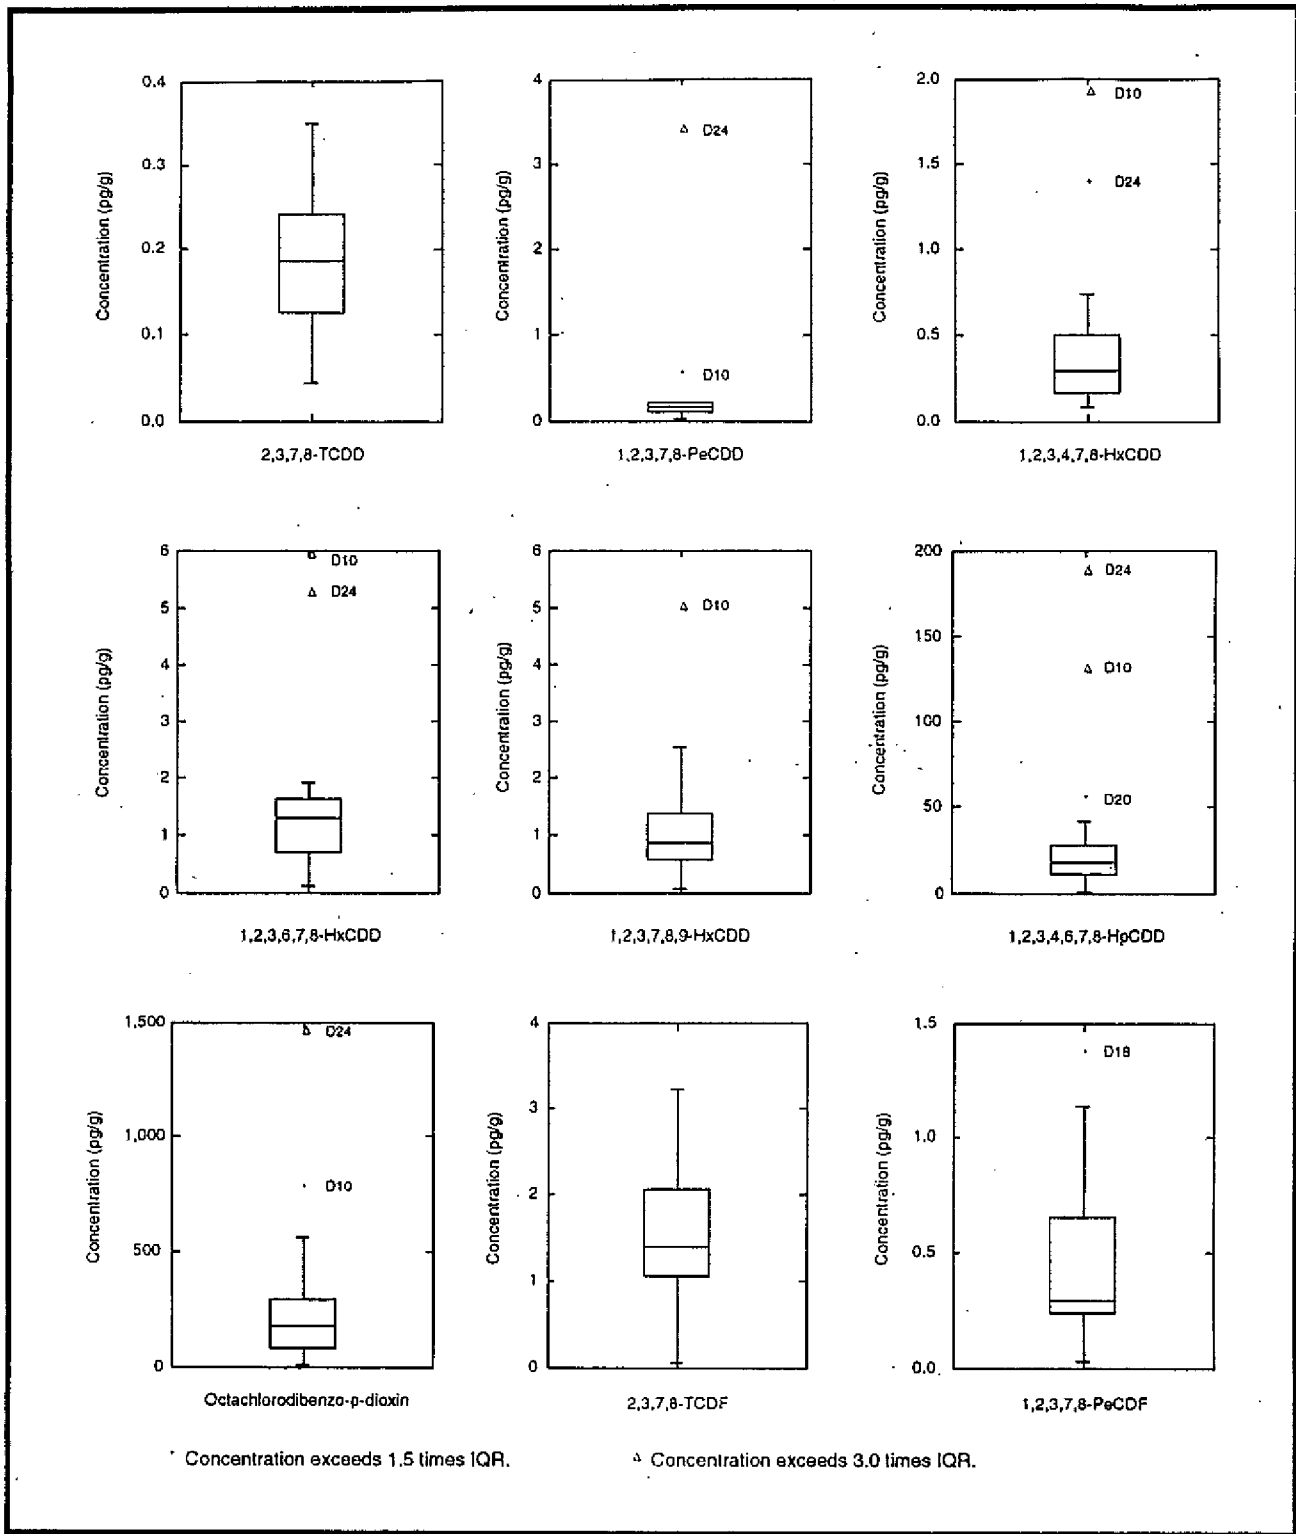 0.4
0.3
0.2
0.1
0.0
Concentration (pg/g)
2,3,7,8-TCDD
4
3
2
1
0
Concentration (pg/g)
D24
D10
1,2,3,7,8-PeCDD
2.0
1.5
1.0
0.5
0.0
Concentration (pg/g)
D10
D24
1,2,3,4,7,8-HxCDD
6
5
4
3
2
1
0
Concentration (pg/g)
D10
D24
1,2,3,6,7,8-HxCDD
6
5
4
3
2
1
0
Concentration (pg/g)
D10
1,2,3,7,8,9-HxCDD
200
150
100
50
0
Concentration (pg/g)
D24
D10
D20
1,2,3,4,6,7,8-HpCDD
1,500
1,000
500
0
Concentration (pg/g)
D24
D10
Octachlorodibenzo-p-dioxin
4
3
2
1
0
Concentration (pg/g)
2,3,7,8-TCDF
1.5
1.0
0.5
0.0
Concentration (pg/g)
D18
1,2,3,7,8-PeCDF
Concentration exceeds 1.5 times IQR.
Δ Concentration exceeds 3.0 times IQR.